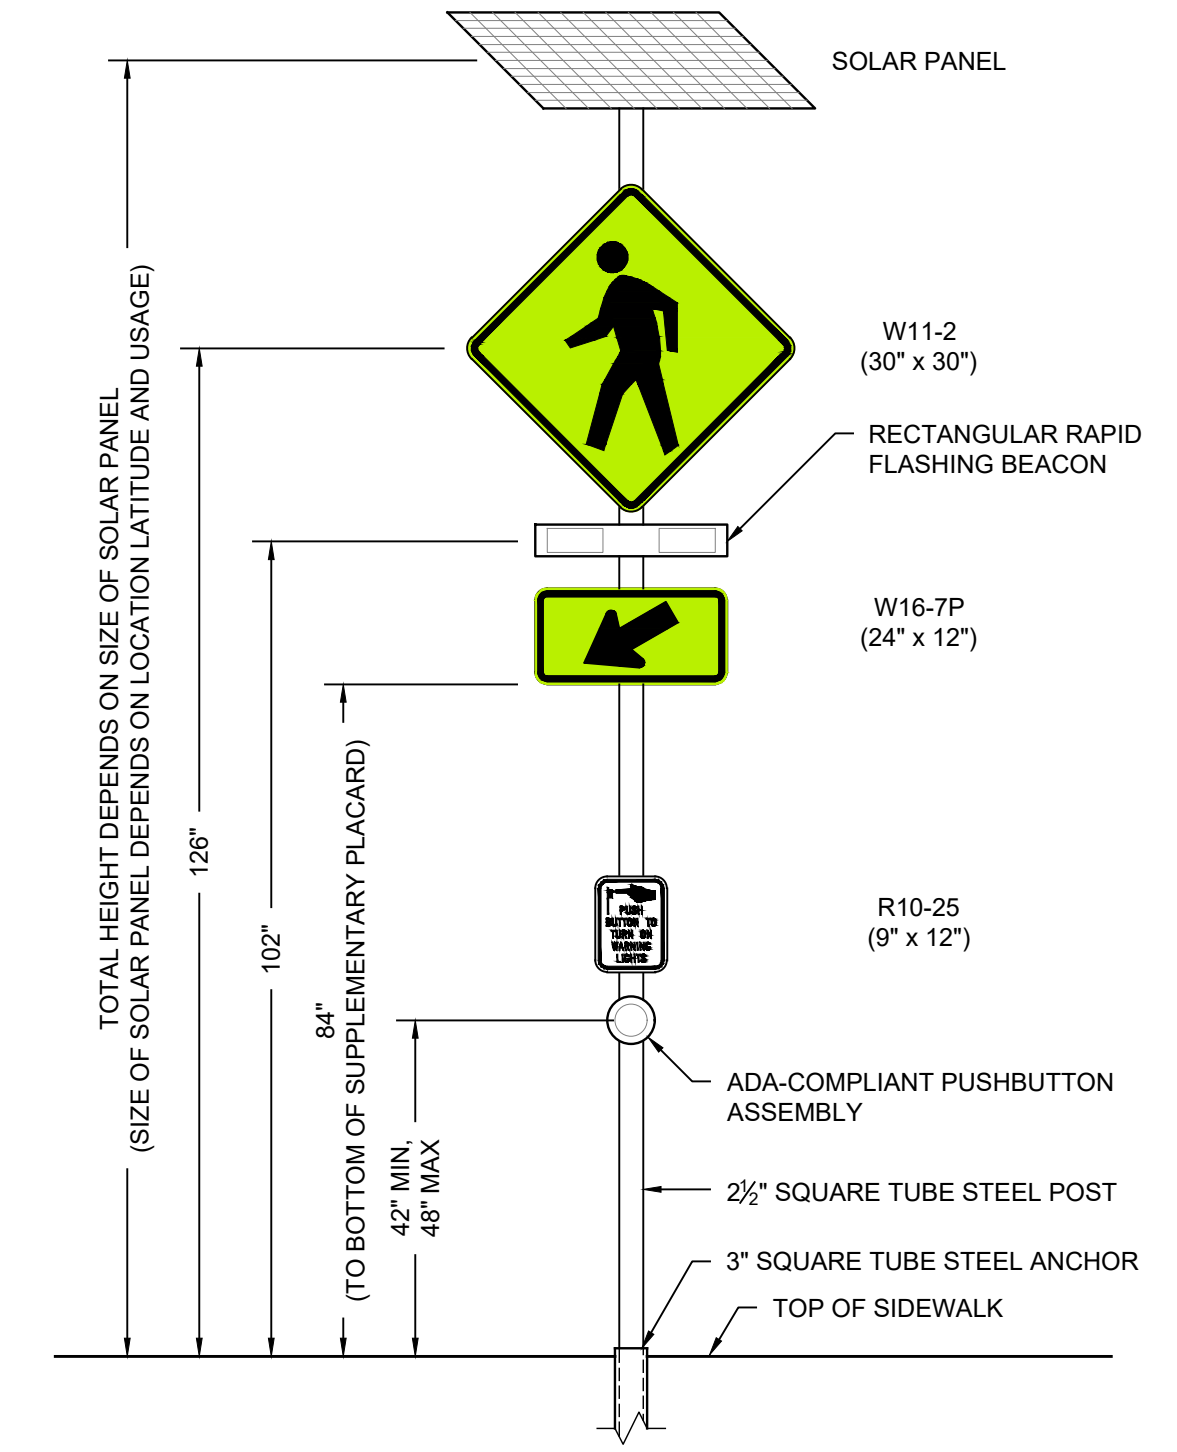 SOLAR PANEL
TOTAL HEIGHT DEPENDS ON SIZE OF SOLAR PANEL
(SIZE OF SOLAR PANEL DEPENDS ON LOCATION LATITUDE AND USAGE)
W11-2
(30" x 30")
RECTANGULAR RAPID
FLASHING BEACON
W16-7P
(24" x 12")
126"
102"
84"
(TO BOTTOM OF SUPPLEMENTARY PLACARD)
PUSH
BUTTON TO
TURN ON
WARNING
LIGHTS
R10-25
(9" x 12")
42" MIN,
48" MAX
ADA-COMPLIANT PUSHBUTTON
ASSEMBLY
2½" SQUARE TUBE STEEL POST
3" SQUARE TUBE STEEL ANCHOR
TOP OF SIDEWALK